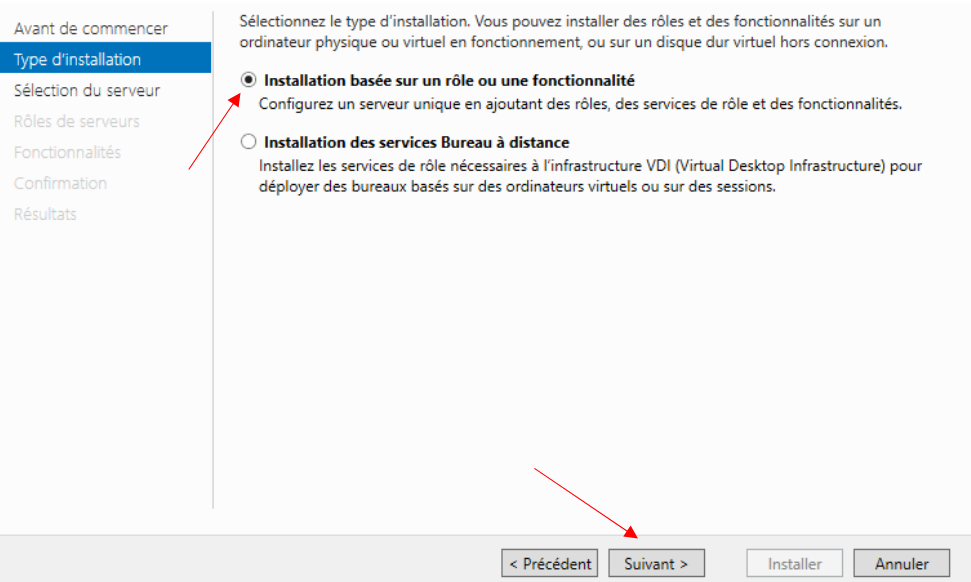 Avant de commencer
Type d'installation
Sélection du serveur
Rôles de serveurs
Fonctionnalités
Confirmation
Résultats
Sélectionnez le type d'installation. Vous pouvez installer des rôles et des fonctionnalités sur un
ordinateur physique ou virtuel en fonctionnement, ou sur un disque dur virtuel hors connexion.
Installation basée sur un rôle ou une fonctionnalité
Configurez un serveur unique en ajoutant des rôles, des services de rôle et des fonctionnalités.
Installation des services Bureau à distance
Installez les services de rôle nécessaires à l'infrastructure VDI (Virtual Desktop Infrastructure) pour
déployer des bureaux basés sur des ordinateurs virtuels ou sur des sessions.
< Précédent Suivant > Installer Annuler